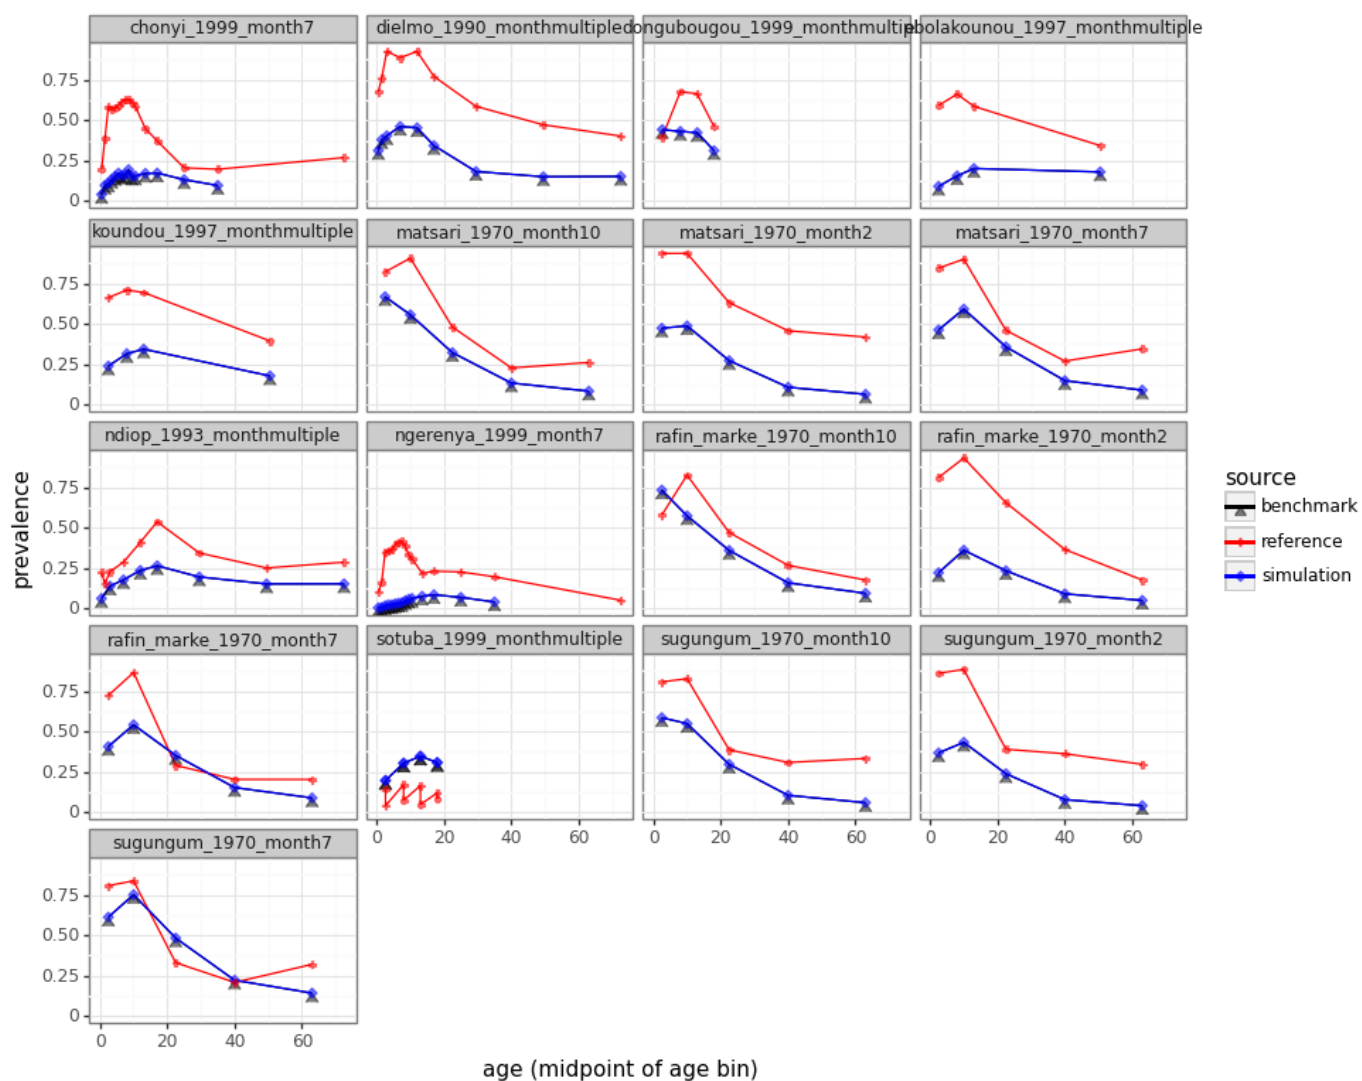 chonyi_1999_month7
dielmo_1990_monthmultiple
dongubougou_1999_monthmultiple
bolakounou_1997_monthmultiple
0.75
0.50
0.25
0
koundou_1997_monthmultiple
matsari_1970_month10
matsari_1970_month2
matsari_1970_month7
0.75
0.50
0.25
0
ndiop_1993_monthmultiple
ngerenya_1999_month7
rafin_marke_1970_month10
rafin_marke_1970_month2
0.75
0.50
0.25
0
prevalence
source
benchmark
reference
simulation
rafin_marke_1970_month7
sotuba_1999_monthmultiple
sugungum_1970_month10
sugungum_1970_month2
0.75
0.50
0.25
0
0 20 40 60
0 20 40 60
0 20 40 60
sugungum_1970_month7
0.75
0.50
0.25
0
0 20 40 60
age (midpoint of age bin)